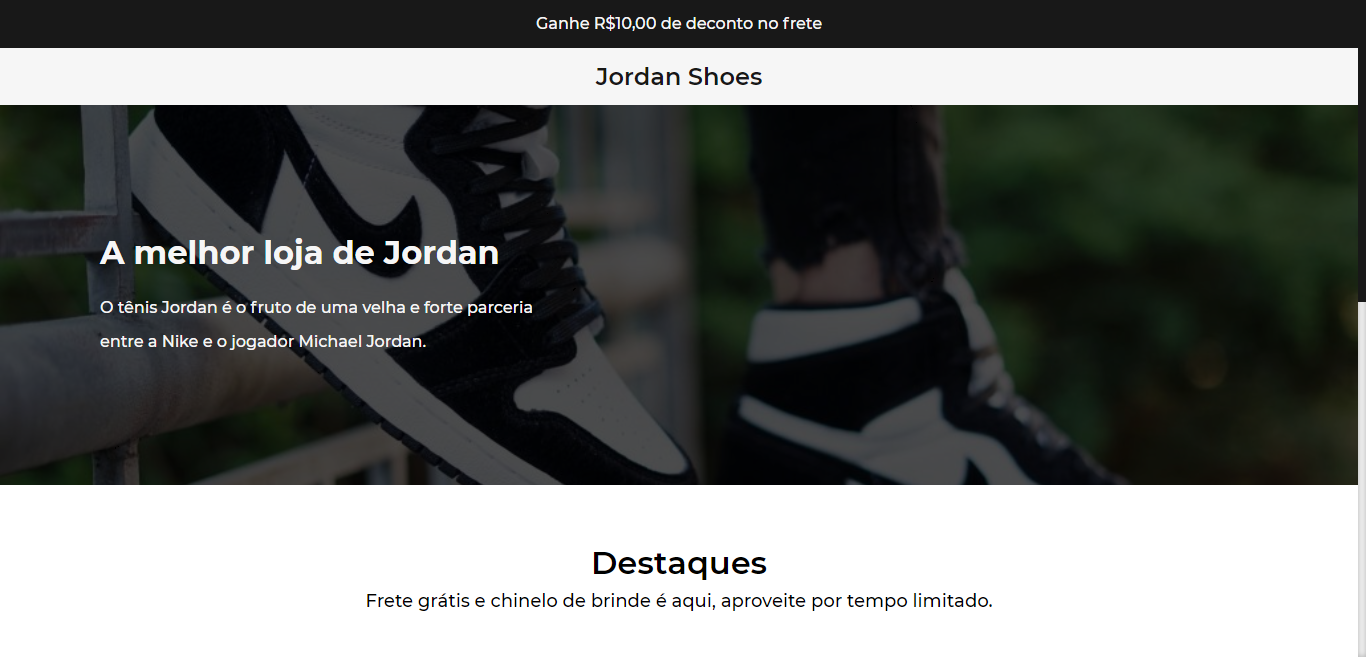 Ganhe R$10,00 de deconto no frete
Jordan Shoes
A melhor loja de Jordan
O tênis Jordan é o fruto de uma velha e forte parceria
entre a Nike e o jogador Michael Jordan.
Destaques
Frete grátis e chinelo de brinde é aqui, aproveite por tempo limitado.